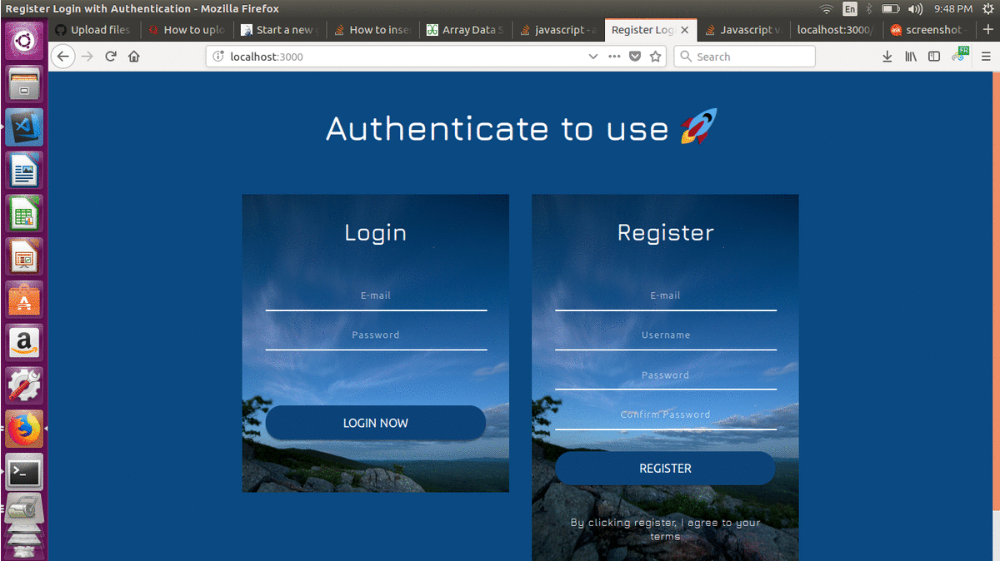 Register Login with Authentication - Mozilla Firefox
En
9:48 PM
Upload files
How to uplo
Start a new
How to inse
Array Data S
javascript - a
Register Log
Javascript v
localhost:3000/
screenshot
localhost:3000
Search
FR
Authenticate to use
Login
E-mail
Password
LOGIN NOW
Register
E-mail
Username
Password
Confirm Password
REGISTER
By clicking register, I agree to your
terms